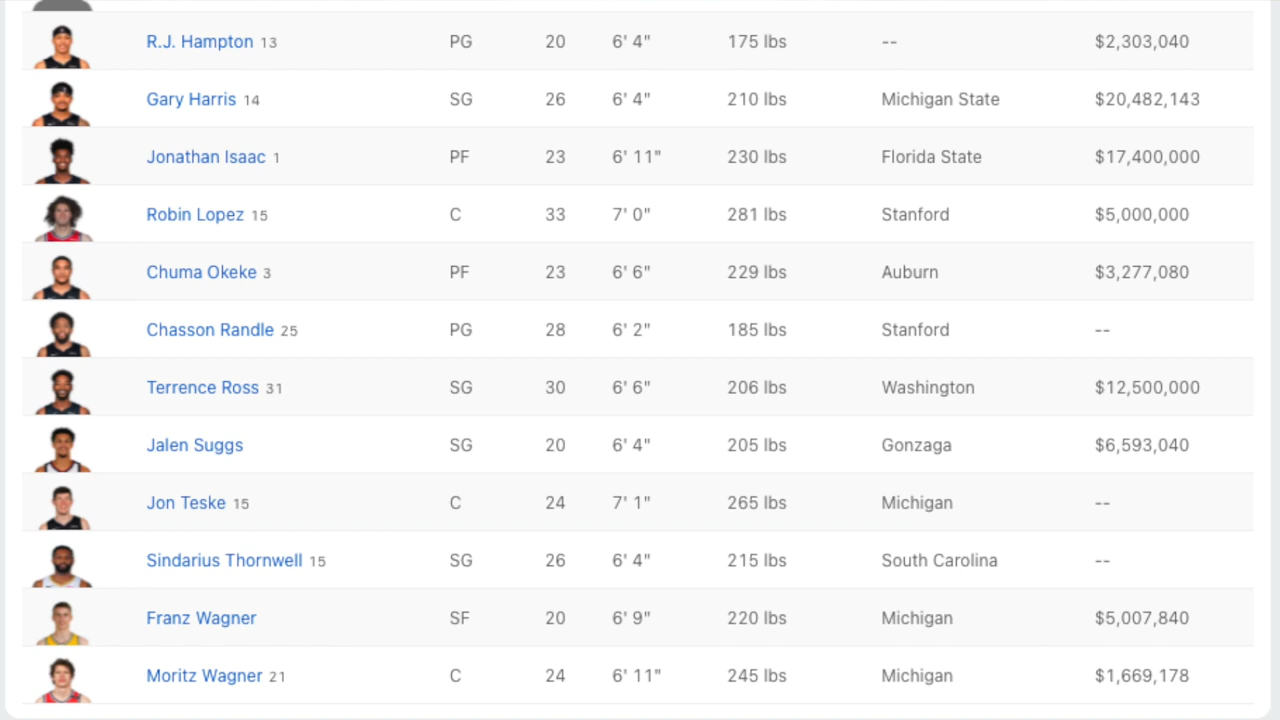 R.J. Hampton 13 PG 20 6' 4" 175 lbs -- $2,303,040
Gary Harris 14 SG 26 6' 4" 210 lbs Michigan State $20,482,143
Jonathan Isaac 1 PF 23 6' 11" 230 lbs Florida State $17,400,000
Robin Lopez 15 C 33 7' 0" 281 lbs Stanford $5,000,000
Chuma Okeke 3 PF 23 6' 6" 229 lbs Auburn $3,277,080
Chasson Randle 25 PG 28 6' 2" 185 lbs Stanford --
Terrence Ross 31 SG 30 6' 6" 206 lbs Washington $12,500,000
Jalen Suggs SG 20 6' 4" 205 lbs Gonzaga $6,593,040
Jon Teske 15 C 24 7' 1" 265 lbs Michigan --
Sindarius Thornwell 15 SG 26 6' 4" 215 lbs South Carolina --
Franz Wagner SF 20 6' 9" 220 lbs Michigan $5,007,840
Moritz Wagner 21 C 24 6' 11" 245 lbs Michigan $1,669,178